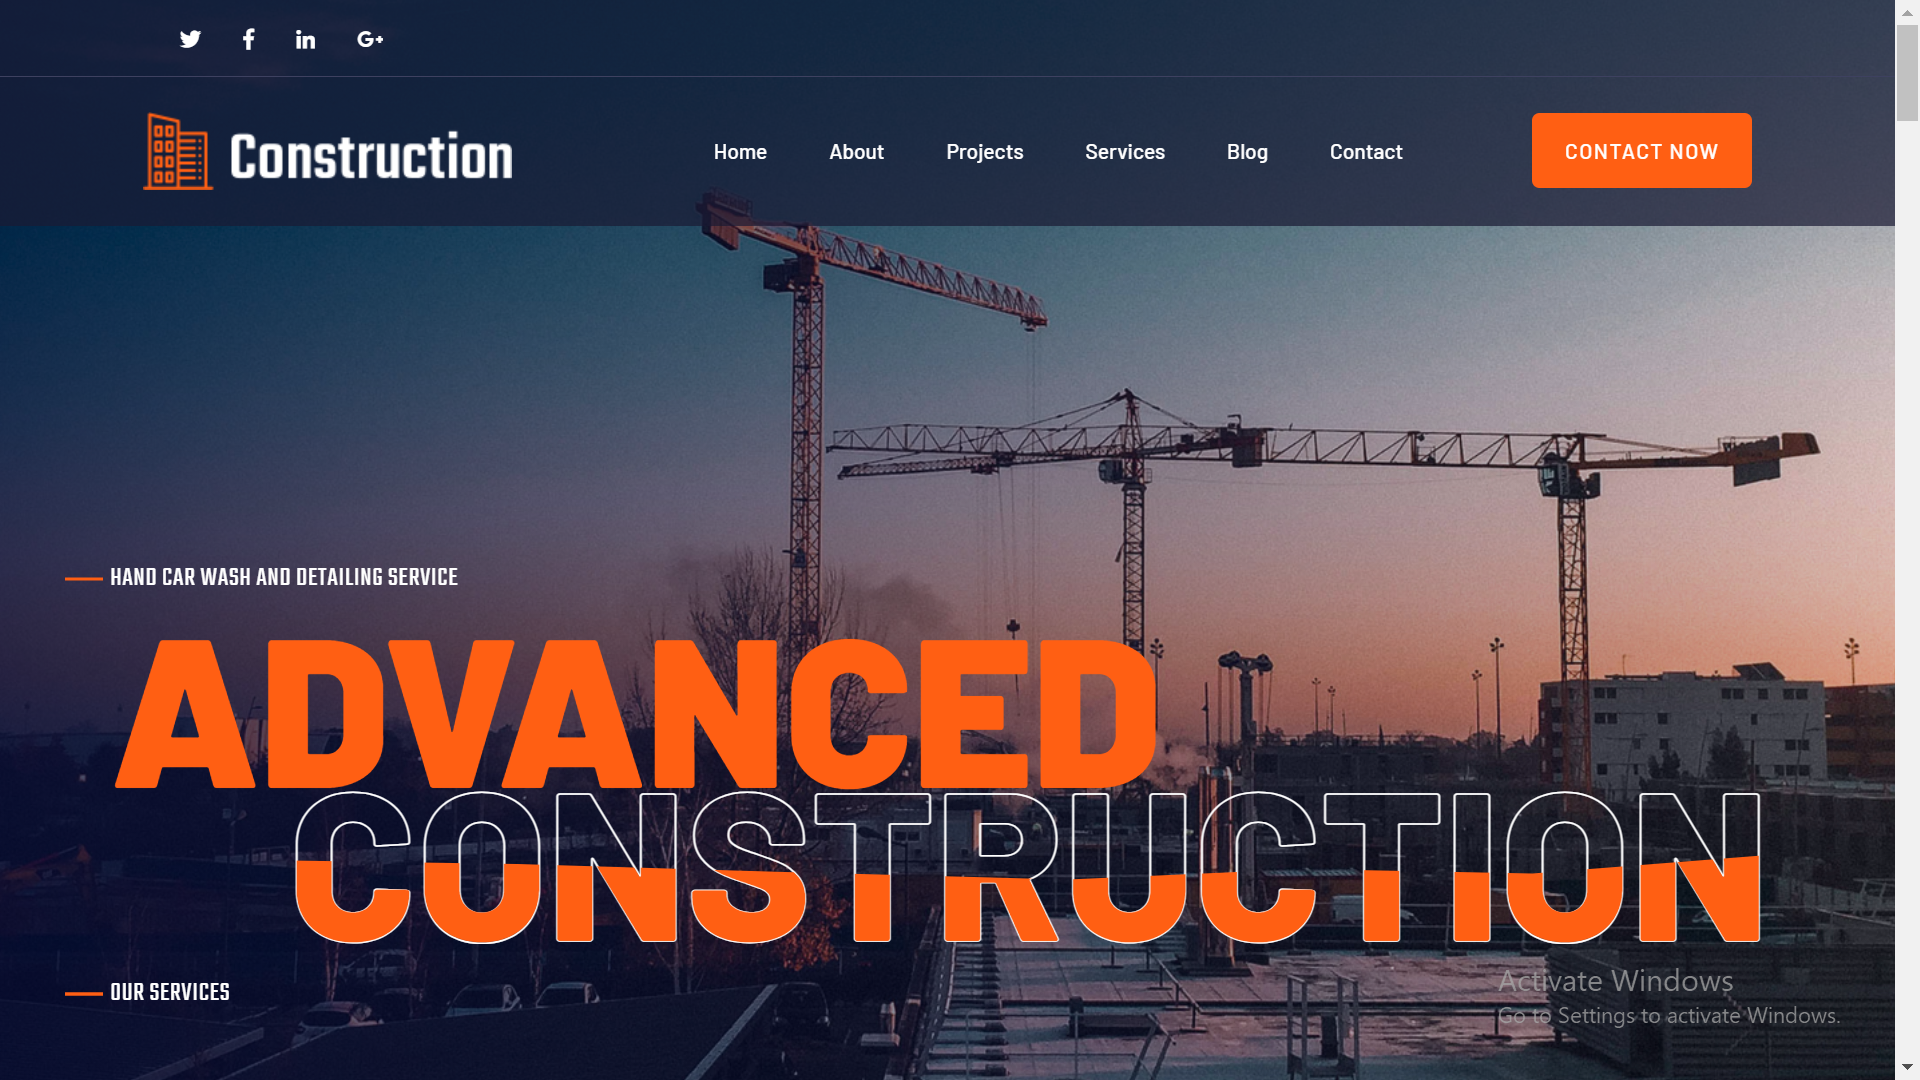 Construction
Home
About
Projects
Services
Blog
Contact
CONTACT NOW
HAND CAR WASH AND DETAILING SERVICE
ADVANCED
CONSTRUCTION
OUR SERVICES
Activate Windows
Go to Settings to activate Windows.